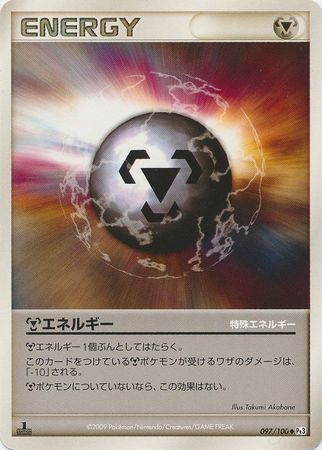 ENERGY
エネルギー
特殊エネルギー
エネルギー1個ぶんとしてはたらく。
このカードをつけているポケモンが受けるワザのダメージは、
「-10」される。
ポケモンについていないなら、この効果はない。
Illus.Takumi Akabane
1
EDITION
©2009 Pokémon/Nintendo/Creatures/GAME FREAK
097/100
Pt3